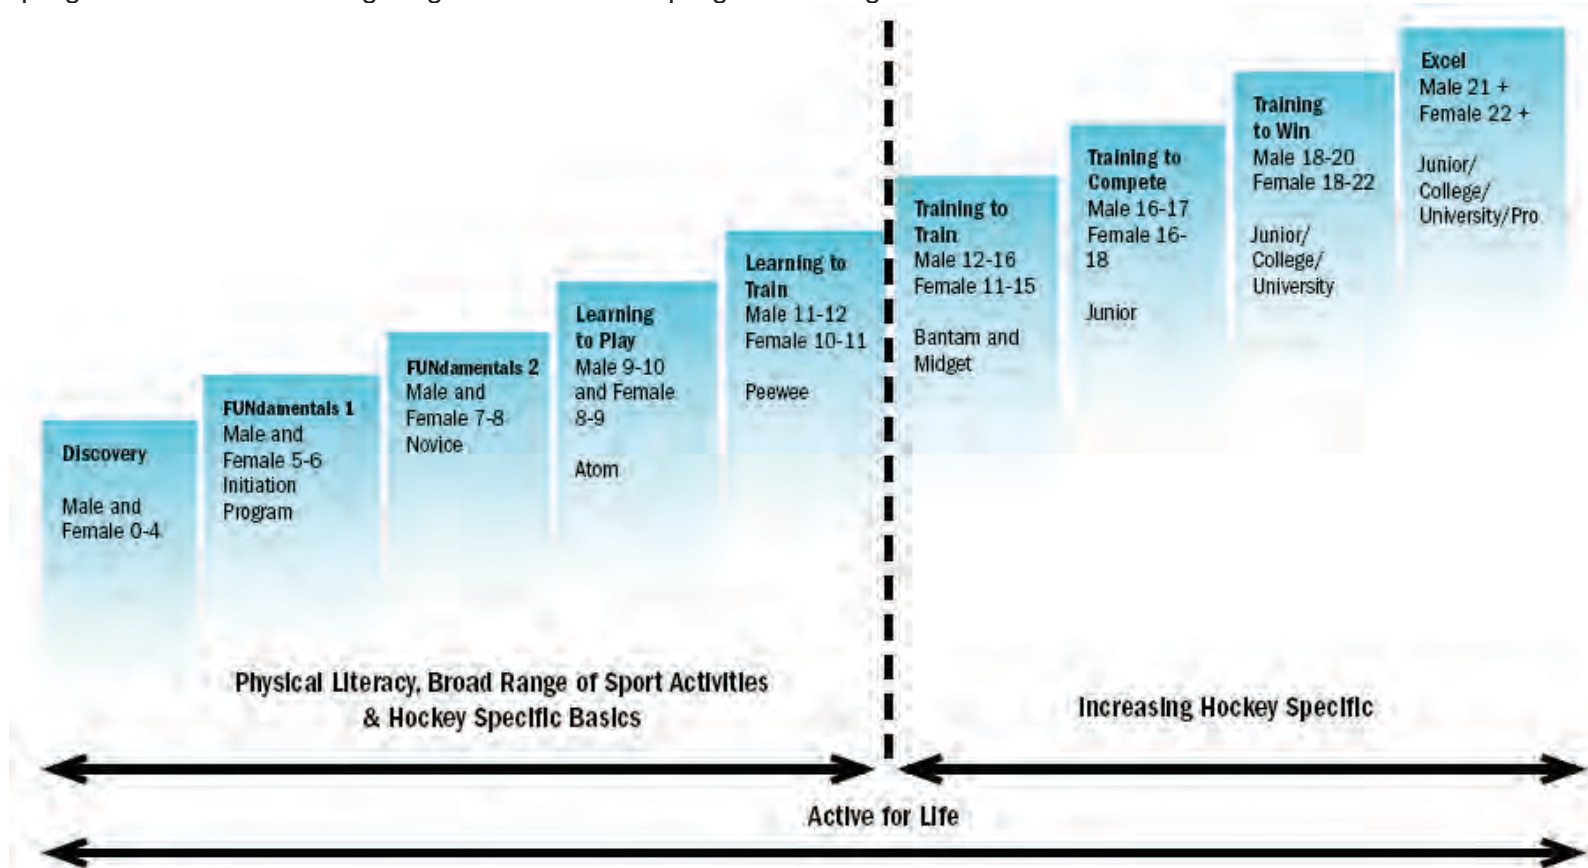 Discovery
Male and
Female 0-4
FUNdamentals 1
Male and
Female 5-6
Initiation
Program
FUNdamentals 2
Male and
Female 7-8
Novice
Learning
to Play
Male 9-10
and Female
8-9
Atom
Learning to
Train
Male 11-12
Female 10-11
Peewee
Training to
Train
Male 12-16
Female 11-15
Bantam and
Midget
Training to
Compete
Male 16-17
Female 16-
18
Junior
Training
to Win
Male 18-20
Female 18-22
Junior/
College/
University
Excel
Male 21 +
Female 22 +
Junior/
College/
University/Pro
Physical Literacy, Broad Range of Sport Activities
& Hockey Specific Basics
Increasing Hockey Specific
Active for Life